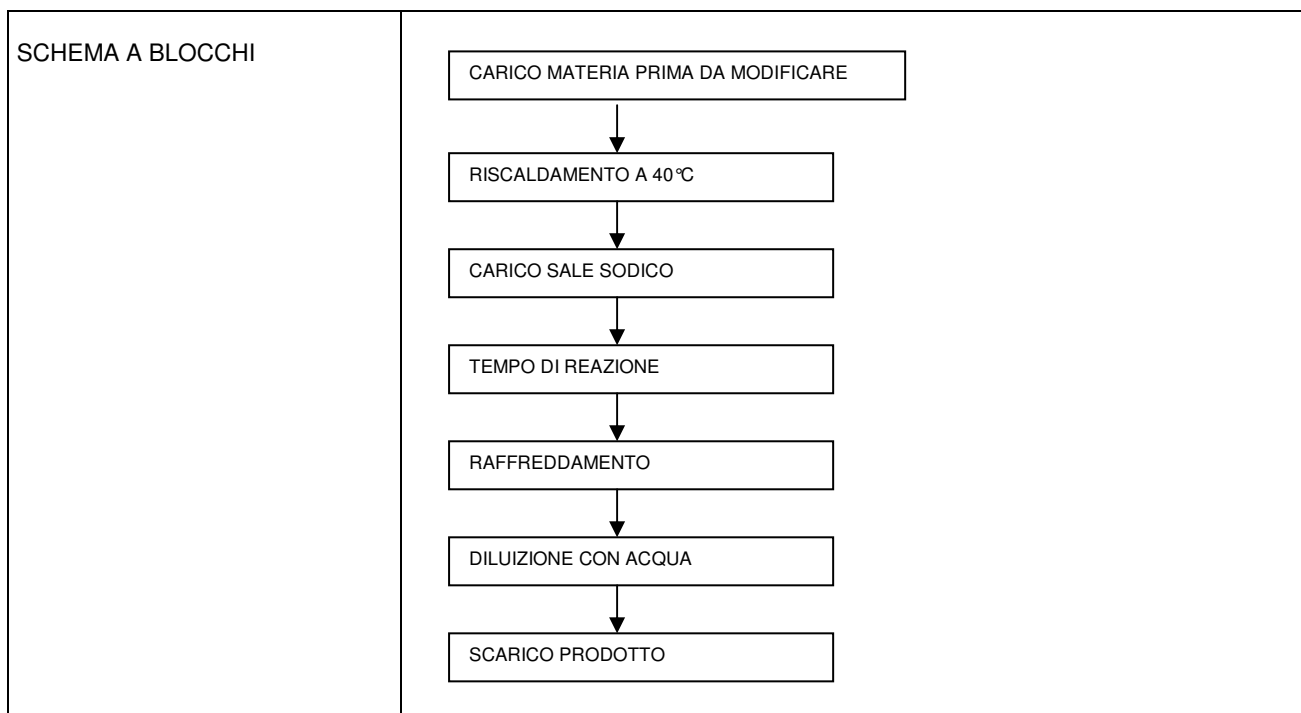 SCHEMA A BLOCCHI
CARICO MATERIA PRIMA DA MODIFICARE
RISCALDAMENTO A 40°C
CARICO SALE SODICO
TEMPO DI REAZIONE
RAFFREDDAMENTO
DILUIZIONE CON ACQUA
SCARICO PRODOTTO